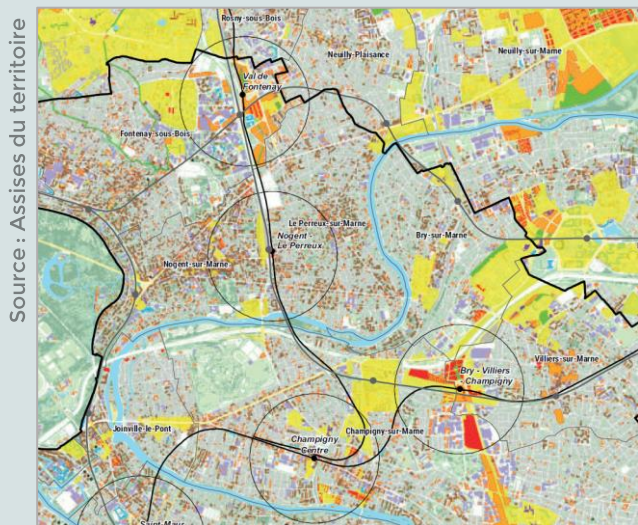 Source : Assises du territoire
Rosny-sous-Bois
Neuilly-Plaisance
Neuilly-sur-Marne
Val de
Fontenay
Fontenay-sous-Bois
Le Perreux-sur-Marne
Nogent
Le Perreux
Bry-sur-Marne
Nogent-sur-Marne
Villiers-sur-Marne
Bry - Villiers
Champigny
Joinville-le-Pont
Champigny
Centre
Champigny-sur-Marne
Saint-Maur